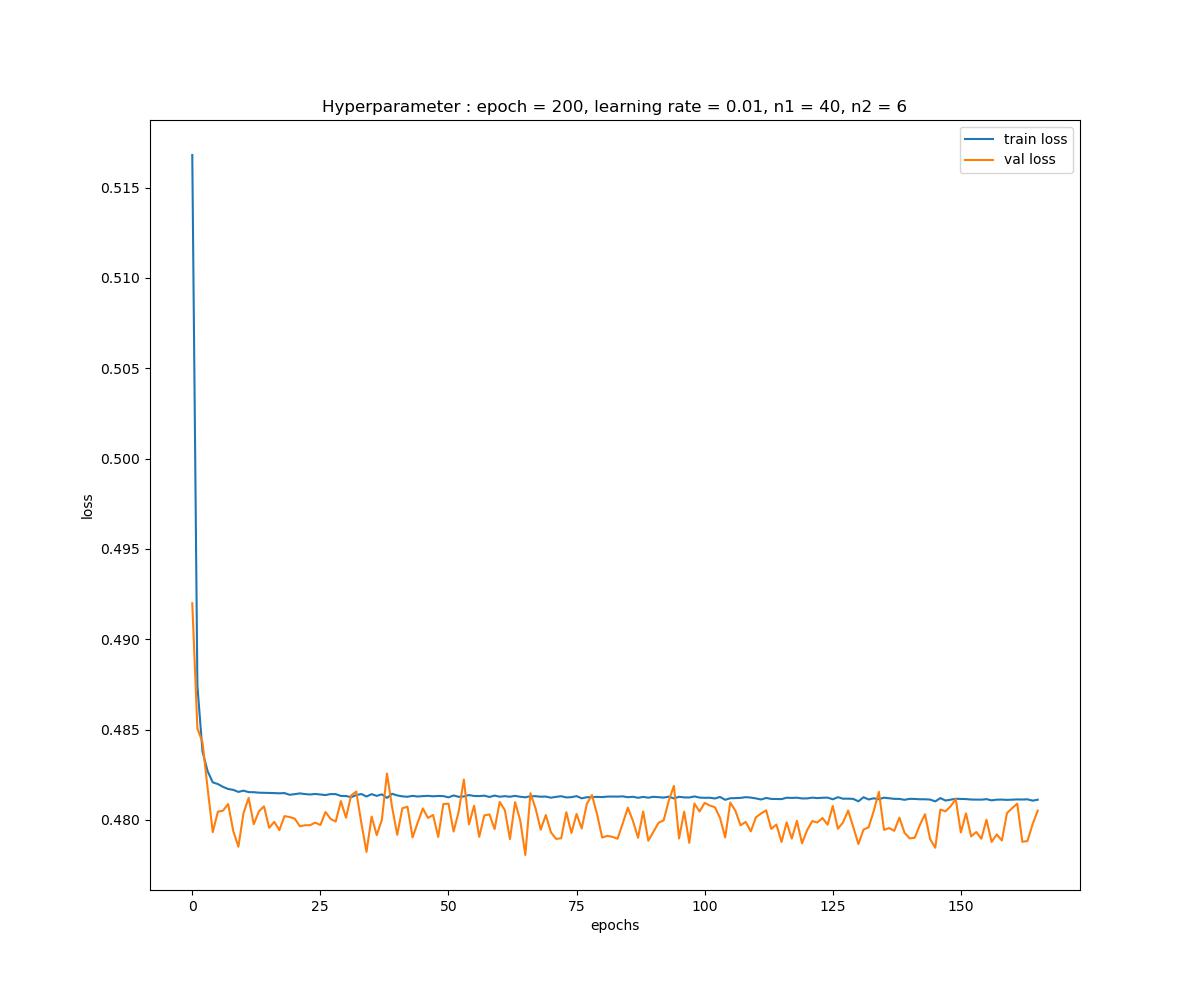 Hyperparameter : epoch = 200, learning rate = 0.01, n1 = 40, n2 = 6
train loss
val loss
0.515
0.510
0.505
0.500
0.495
0.490
0.485
0.480
loss
0 25 50 75 100 125 150
epochs